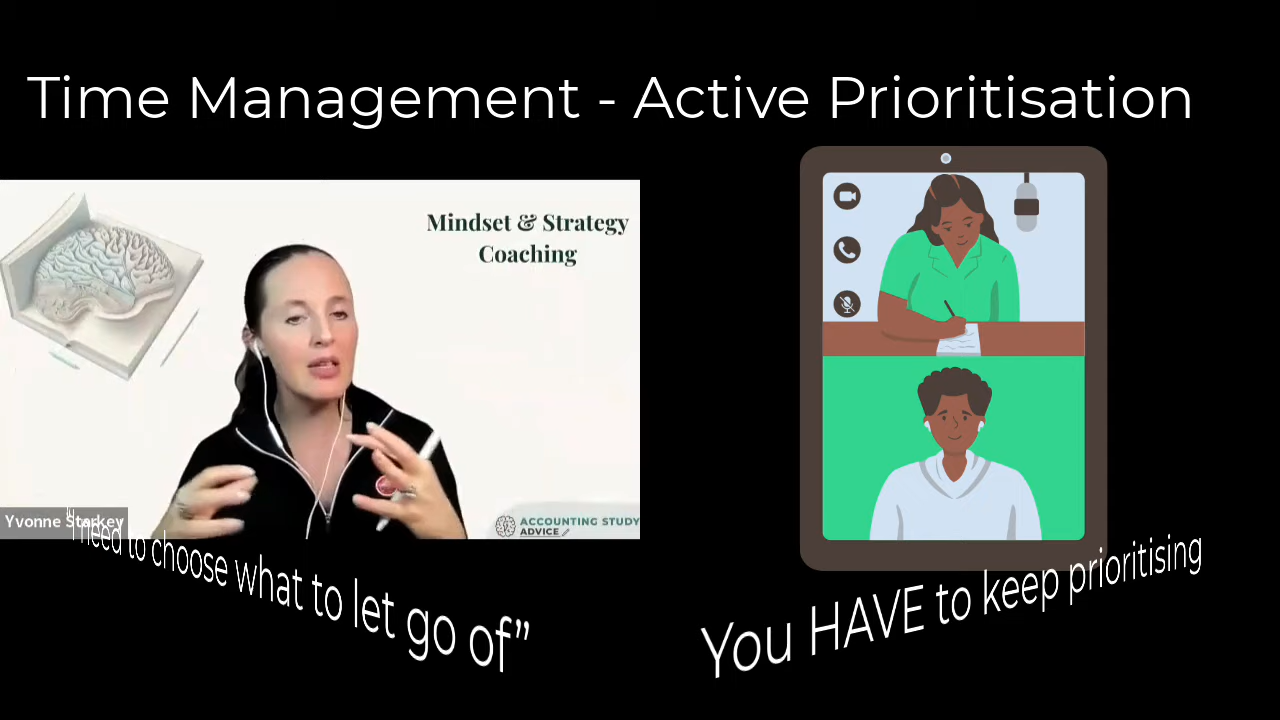 Time Management - Active Prioritisation
Mindset & Strategy
Coaching
Yvonne Starkey
ACCOUNTING STUDY
ADVICE
"I need to choose what to let go of”
You HAVE to keep prioritising